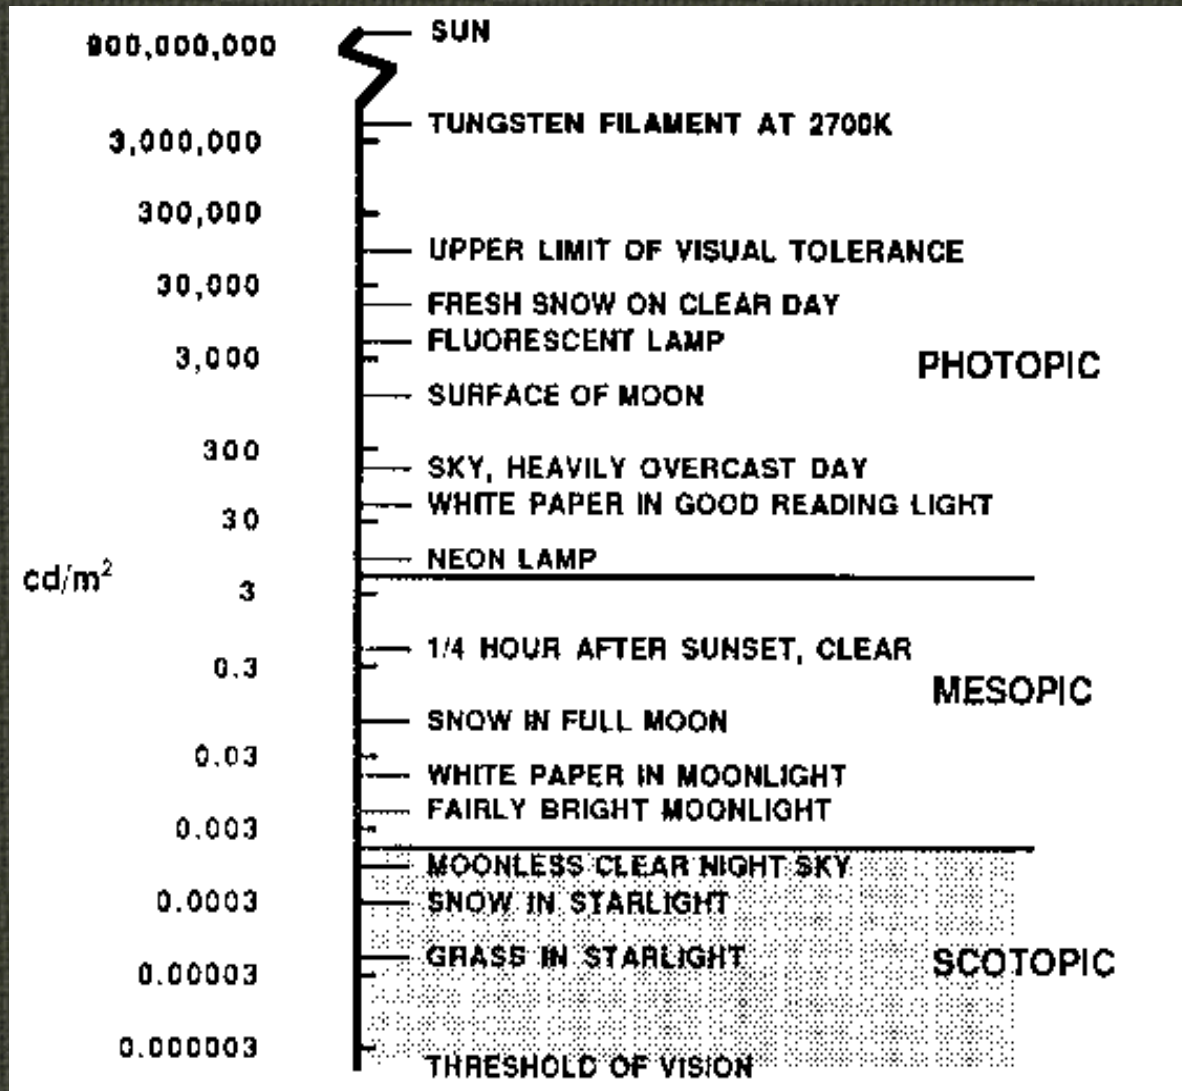 SUN
900,000,000
TUNGSTEN FILAMENT AT 2700K
3,000,000
300,000
UPPER LIMIT OF VISUAL TOLERANCE
30,000
FRESH SNOW ON CLEAR DAY
FLUORESCENT LAMP
3,000
PHOTOPIC
SURFACE OF MOON
300
SKY, HEAVILY OVERCAST DAY
WHITE PAPER IN GOOD READING LIGHT
30
NEON LAMP
cd/m²
3
1/4 HOUR AFTER SUNSET, CLEAR
0.3
MESOPIC
SNOW IN FULL MOON
0.03
WHITE PAPER IN MOONLIGHT
FAIRLY BRIGHT MOONLIGHT
0.003
MOONLESS CLEAR NIGHT SKY
0.0003
SNOW IN STARLIGHT
GRASS IN STARLIGHT
SCOTOPIC
0.00003
0.000003
THRESHOLD OF VISION